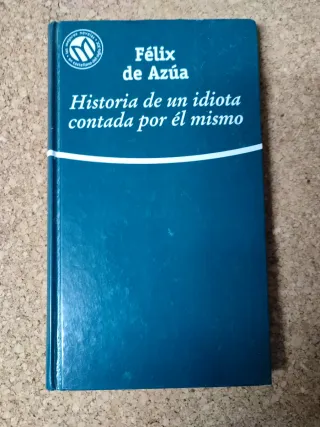 Félix
de Azúa
Historia de un idiota
contada por él mismo